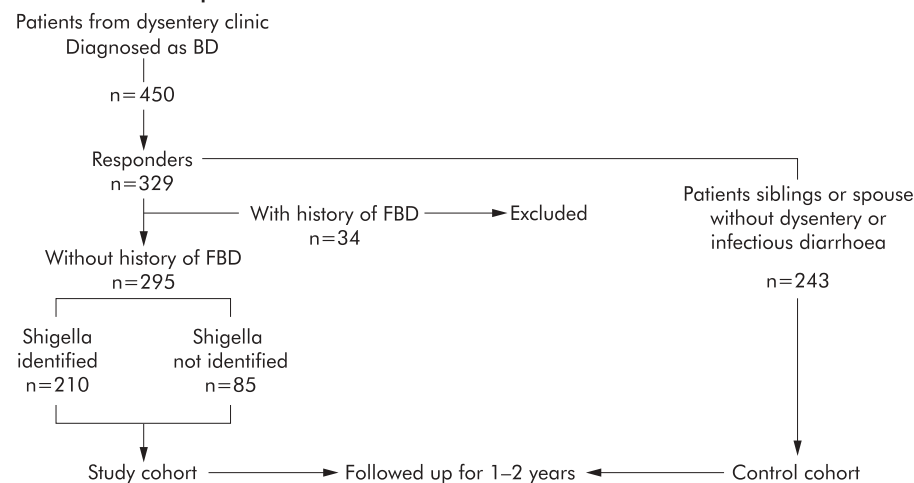 Patients from dysentery clinic
Diagnosed as BD
n=450
Responders
n=329
Patients siblings or spouse
without dysentery or
infectious diarrhoea
n=243
With history of FBD
n=34
Excluded
Without history of FBD
n=295
Shigella
identified
n=210
Shigella
not identified
n=85
Study cohort
Followed up for 1–2 years
Control cohort